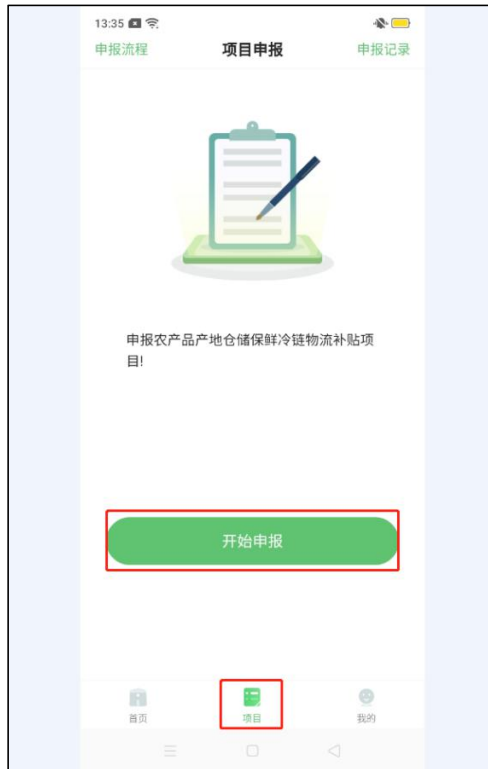 13:35
申报流程 项目申报 申报记录
申报农产品产地仓储保鲜冷链物流补贴项
目!
开始申报
首页 项目 我的